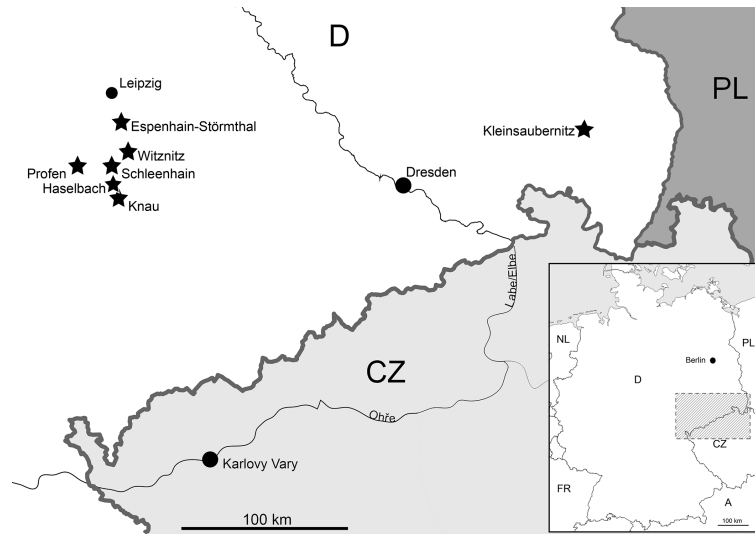 D
PL
Leipzig
Espenhain-Störmthal
Kleinsaubernitz
Witznitz
Profen
Schleenhain
Haselbach
Dresden
Knau
Labe/Elbe
CZ
Ohře
Karlovy Vary
100 km
NL
PL
Berlin
D
CZ
FR
A
100 km